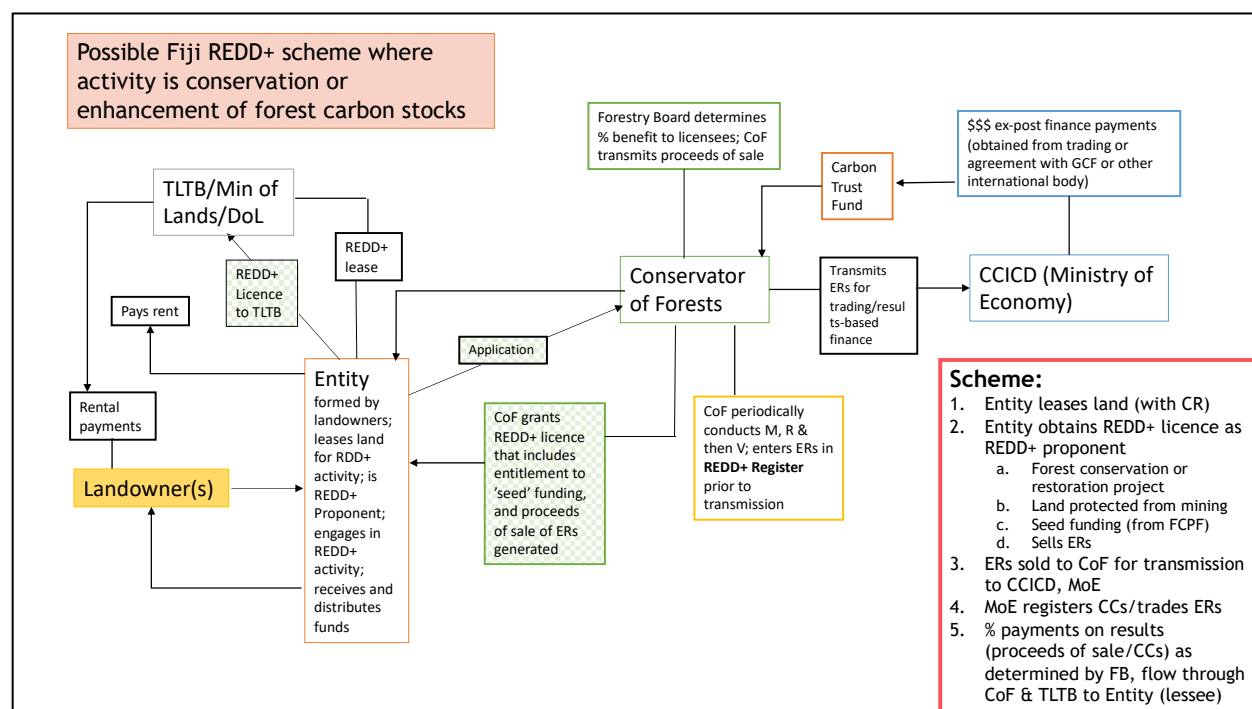 Possible Fiji REDD+ scheme where
activity is conservation or
enhancement of forest carbon stocks
Forestry Board determines
% benefit to licensees; CoF
transmits proceeds of sale
$$$ ex-post finance payments
(obtained from trading or
agreement with GCF or other
international body)
Carbon
Trust
Fund
TLTB/Min of
Lands/DoL
REDD+
lease
REDD+
Licence
to TLTB
Pays rent
Conservator
of Forests
Transmits
ERs for
trading/resul
ts-based
finance
CCICD (Ministry of
Economy)
Application
Rental
payments
Landowner(s)
Entity
formed by
landowners;
leases land
for RDD+
activity; is
REDD+
Proponent;
engages in
REDD+
activity;
receives and
distributes
funds
CoF grants
REDD+ licence
that includes
entitlement to
'seed' funding,
and proceeds
of sale of ERs
generated
CoF periodically
conducts M, R &
then V; enters ERs in
REDD+ Register
prior to
transmission
Scheme:
1. Entity leases land (with CR)
2. Entity obtains REDD+ licence as
REDD+ proponent
a. Forest conservation or
restoration project
b. Land protected from mining
c. Seed funding (from FCPF)
d. Sells ERs
3. ERs sold to CoF for transmission
to CCICD, MoE
4. MoE registers CCs/trades ERs
5. % payments on results
(proceeds of sale/CCs) as
determined by FB, flow through
CoF & TLTB to Entity (lessee)